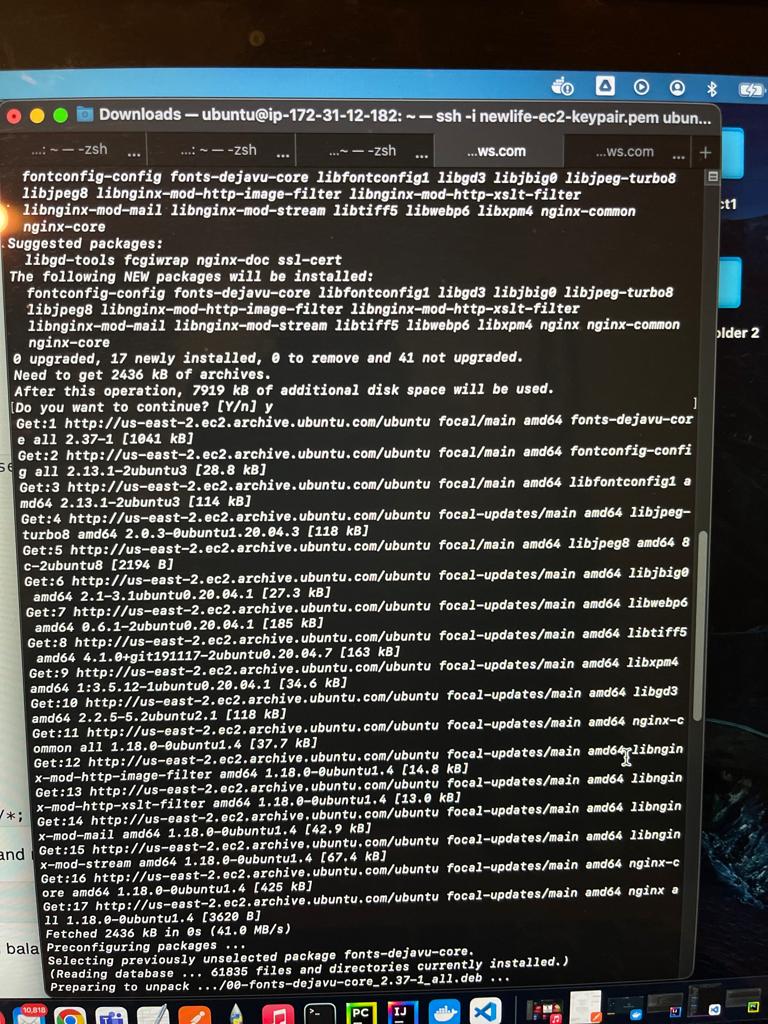 Downloads — ubuntu@ip-172-31-12-182: ~ — ssh -i newlife-ec2-keypair.pem ubun...
...: ~ — -zsh ...
...: ~ — -zsh ...
...~ — -zsh ...
...ws.com
...ws.com ...
+
ct1
older 2
fontconfig-config fonts-dejavu-core libfontconfig1 libgd3 libjbig0 libjpeg-turbo8
libjpeg8 libnginx-mod-http-image-filter libnginx-mod-http-xslt-filter
libnginx-mod-mail libnginx-mod-stream libtiff5 libwebp6 libxpm4 nginx-common
nginx-core
Suggested packages:
libgd-tools fcgiwrap nginx-doc ssl-cert
The following NEW packages will be installed:
fontconfig-config fonts-dejavu-core libfontconfig1 libgd3 libjbig0 libjpeg-turbo8
libjpeg8 libnginx-mod-http-image-filter libnginx-mod-http-xslt-filter
libnginx-mod-mail libnginx-mod-stream libtiff5 libwebp6 libxpm4 nginx nginx-common
nginx-core
0 upgraded, 17 newly installed, 0 to remove and 41 not upgraded.
Need to get 2436 kB of archives.
After this operation, 7919 kB of additional disk space will be used.
[Do you want to continue? [Y/n] y ]
Get:1 http://us-east-2.ec2.archive.ubuntu.com/ubuntu focal/main amd64 fonts-dejavu-cor
e all 2.37-1 [1041 kB]
Get:2 http://us-east-2.ec2.archive.ubuntu.com/ubuntu focal/main amd64 fontconfig-confi
g all 2.13.1-2ubuntu3 [28.8 kB]
Get:3 http://us-east-2.ec2.archive.ubuntu.com/ubuntu focal/main amd64 libfontconfig1 a
md64 2.13.1-2ubuntu3 [114 kB]
Get:4 http://us-east-2.ec2.archive.ubuntu.com/ubuntu focal-updates/main amd64 libjpeg-
turbo8 amd64 2.0.3-0ubuntu1.20.04.3 [118 kB]
Get:5 http://us-east-2.ec2.archive.ubuntu.com/ubuntu focal/main amd64 libjpeg8 amd64 8
c-2ubuntu8 [2194 B]
Get:6 http://us-east-2.ec2.archive.ubuntu.com/ubuntu focal-updates/main amd64 libjbig0
amd64 2.1-3.1ubuntu0.20.04.1 [27.3 kB]
Get:7 http://us-east-2.ec2.archive.ubuntu.com/ubuntu focal-updates/main amd64 libwebp6
amd64 0.6.1-2ubuntu0.20.04.1 [185 kB]
Get:8 http://us-east-2.ec2.archive.ubuntu.com/ubuntu focal-updates/main amd64 libtiff5
amd64 4.1.0+git191117-2ubuntu0.20.04.7 [163 kB]
Get:9 http://us-east-2.ec2.archive.ubuntu.com/ubuntu focal-updates/main amd64 libxpm4
amd64 1:3.5.12-1ubuntu0.20.04.1 [34.6 kB]
Get:10 http://us-east-2.ec2.archive.ubuntu.com/ubuntu focal-updates/main amd64 libgd3
amd64 2.2.5-5.2ubuntu2.1 [118 kB]
Get:11 http://us-east-2.ec2.archive.ubuntu.com/ubuntu focal-updates/main amd64 nginx-c
ommon all 1.18.0-0ubuntu1.4 [37.7 kB]
Get:12 http://us-east-2.ec2.archive.ubuntu.com/ubuntu focal-updates/main amd64 libngin
x-mod-http-image-filter amd64 1.18.0-0ubuntu1.4 [14.8 kB]
Get:13 http://us-east-2.ec2.archive.ubuntu.com/ubuntu focal-updates/main amd64 libngin
x-mod-http-xslt-filter amd64 1.18.0-0ubuntu1.4 [13.0 kB]
Get:14 http://us-east-2.ec2.archive.ubuntu.com/ubuntu focal-updates/main amd64 libngin
x-mod-mail amd64 1.18.0-0ubuntu1.4 [42.9 kB]
Get:15 http://us-east-2.ec2.archive.ubuntu.com/ubuntu focal-updates/main amd64 libngin
x-mod-stream amd64 1.18.0-0ubuntu1.4 [67.4 kB]
Get:16 http://us-east-2.ec2.archive.ubuntu.com/ubuntu focal-updates/main amd64 nginx-c
ore amd64 1.18.0-0ubuntu1.4 [425 kB]
Get:17 http://us-east-2.ec2.archive.ubuntu.com/ubuntu focal-updates/main amd64 nginx a
ll 1.18.0-0ubuntu1.4 [3620 B]
Fetched 2436 kB in 0s (41.0 MB/s)
Preconfiguring packages ...
Selecting previously unselected package fonts-dejavu-core.
(Reading database ... 61835 files and directories currently installed.)
Preparing to unpack .../00-fonts-dejavu-core_2.37-1_all.deb ...
se
/*;
and
bala
10,818
PC
IJ